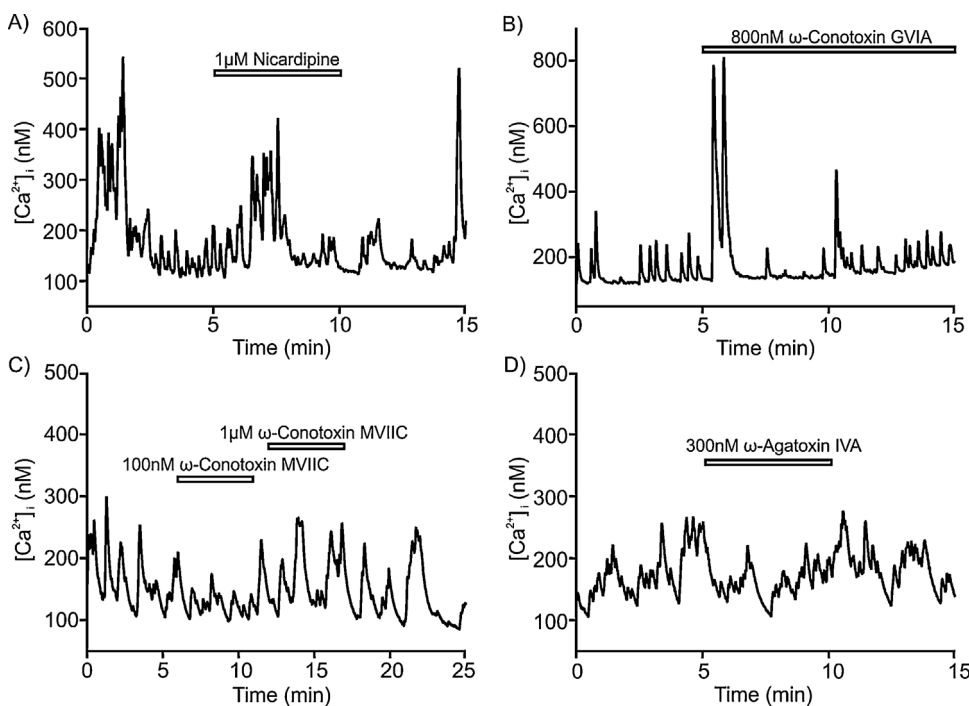 A)
600
500
400
300
200
100
0
5
10
15
[Ca²⁺]ᵢ (nM)
Time (min)
1µM Nicardipine
B)
800
600
400
200
0
5
10
15
[Ca²⁺]ᵢ (nM)
Time (min)
800nM ω-Conotoxin GVIA
C)
500
400
300
200
100
0
5
10
15
20
25
[Ca²⁺]ᵢ (nM)
Time (min)
1µM ω-Conotoxin MVIIC
100nM ω-Conotoxin MVIIC
D)
500
400
300
200
100
0
5
10
15
[Ca²⁺]ᵢ (nM)
Time (min)
300nM ω-Agatoxin IVA